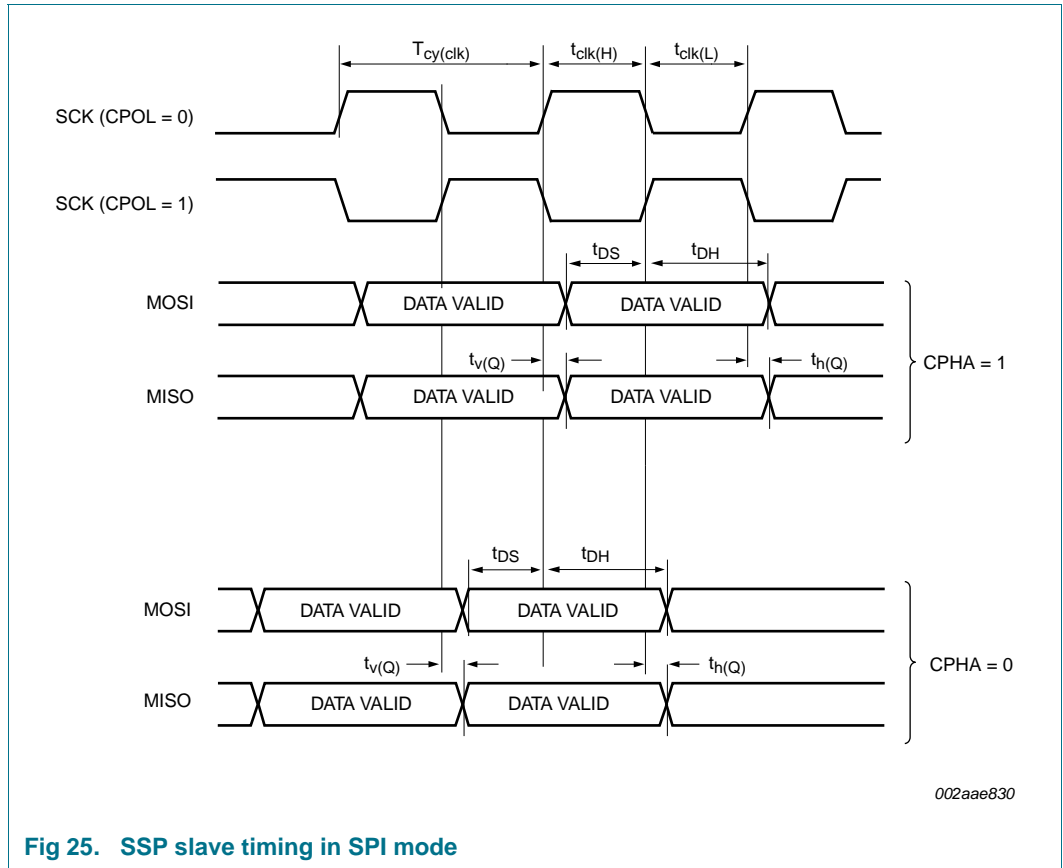 Tcy(clk) tclk(H) tclk(L)
SCK (CPOL = 0)
SCK (CPOL = 1)
tDS tDH
MOSI DATA VALID DATA VALID
tv(Q) th(Q)
CPHA = 1
MISO DATA VALID DATA VALID
tDS tDH
MOSI DATA VALID DATA VALID
tv(Q) th(Q)
CPHA = 0
MISO DATA VALID DATA VALID
002aae830
Fig 25. SSP slave timing in SPI mode